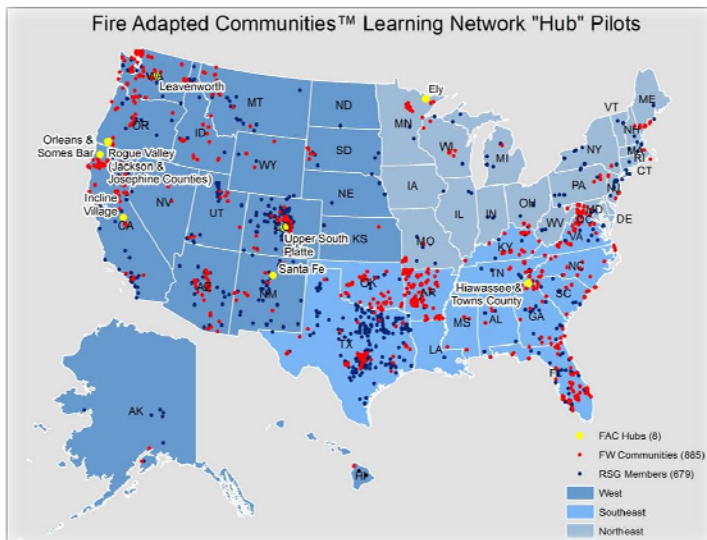 Fire Adapted Communities™ Learning Network "Hub" Pilots
WA
Leavenworth
MT
ND
Ely
ME
VT
OR
ID
MN
NH
Orleans &
Somes Bar
Rogue Valley
(Jackson &
Josephine Counties)
WY
SD
WI
MI
NY
MA
RI
CT
Incline
Village
NV
UT
NE
IA
PA
NJ
CA
IL
IN
OH
MD
DC
DE
WV
VA
Upper South
Platte
KS
MO
KY
Santa Fe
AZ
NM
OK
AR
TN
NC
Hiawassee &
Towns County
SC
MS
AL
GA
TX
LA
FL
AK
HI
FAC Hubs (8)
FW Communities (885)
RSG Members (679)
West
Southeast
Northeast